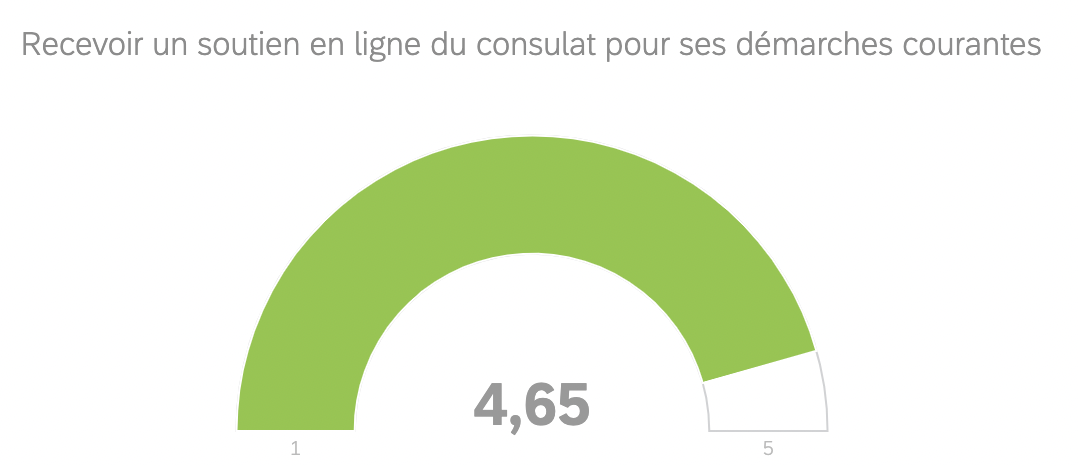 Recevoir un soutien en ligne du consulat pour ses démarches courantes
4,65
1
5